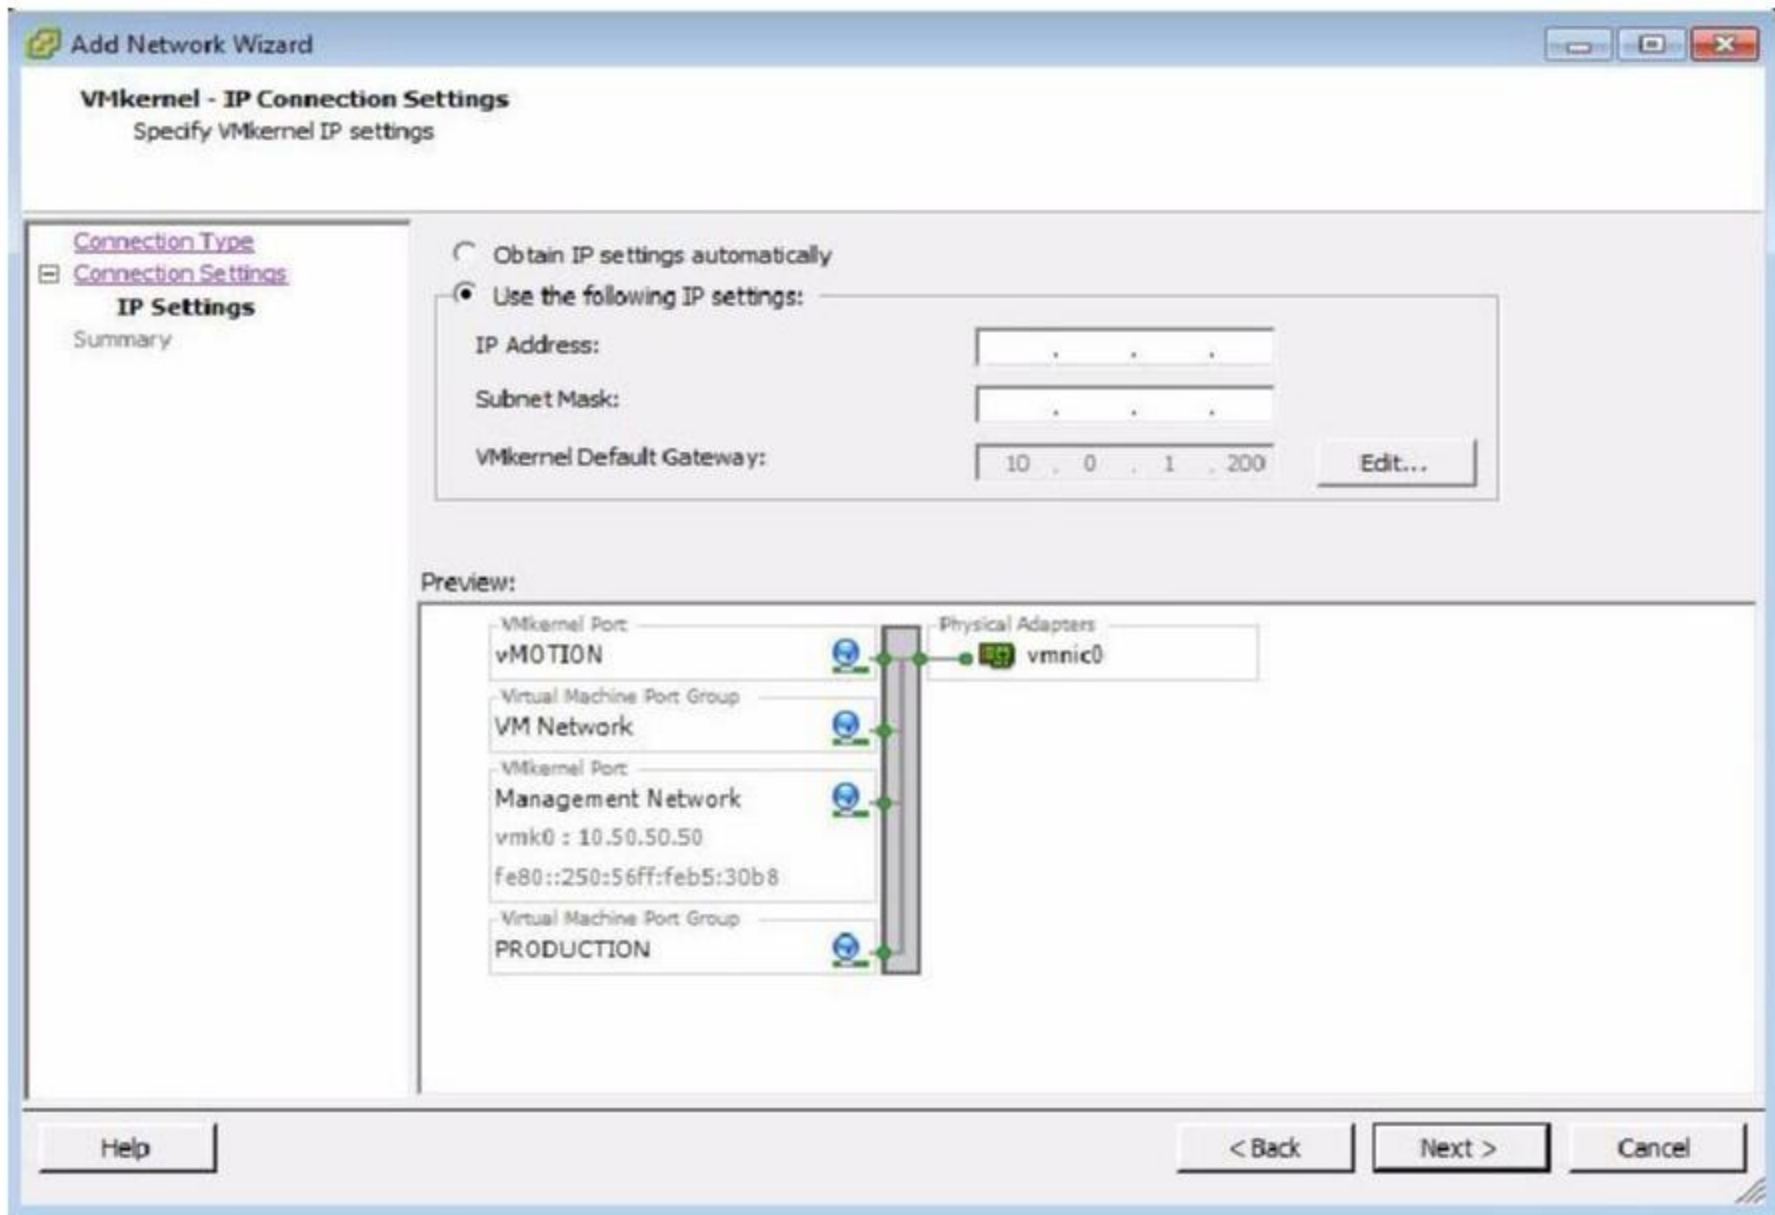 Add Network Wizard
VMkernel - IP Connection Settings
Specify VMkernel IP settings
Connection Type
Connection Settings
IP Settings
Summary
Obtain IP settings automatically
Use the following IP settings:
IP Address:
. . .
Subnet Mask:
. . .
VMkernel Default Gateway:
10 . 0 . 1 . 200
Edit...
Preview:
VMkernel Port
vMOTION
Physical Adapters
vmnic0
Virtual Machine Port Group
VM Network
VMkernel Port
Management Network
vmk0 : 10.50.50.50
fe80::250:56ff:feb5:30b8
Virtual Machine Port Group
PRODUCTION
Help
< Back
Next >
Cancel